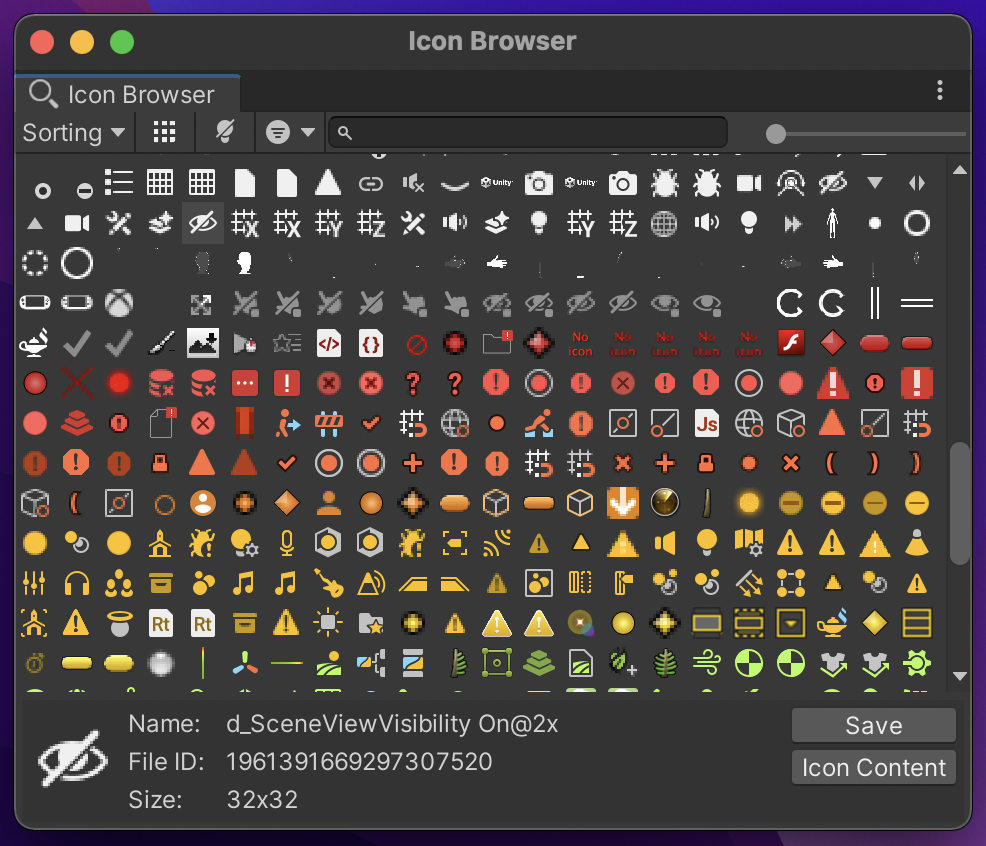 Icon Browser
Icon Browser
Sorting
Unity
Unity
X X Y Z
Y Z
No icon No icon No icon No icon No icon
Js
Rt Rt
Name: d_SceneViewVisibility On@2x
Save
File ID: 1961391669297307520
Icon Content
Size: 32x32